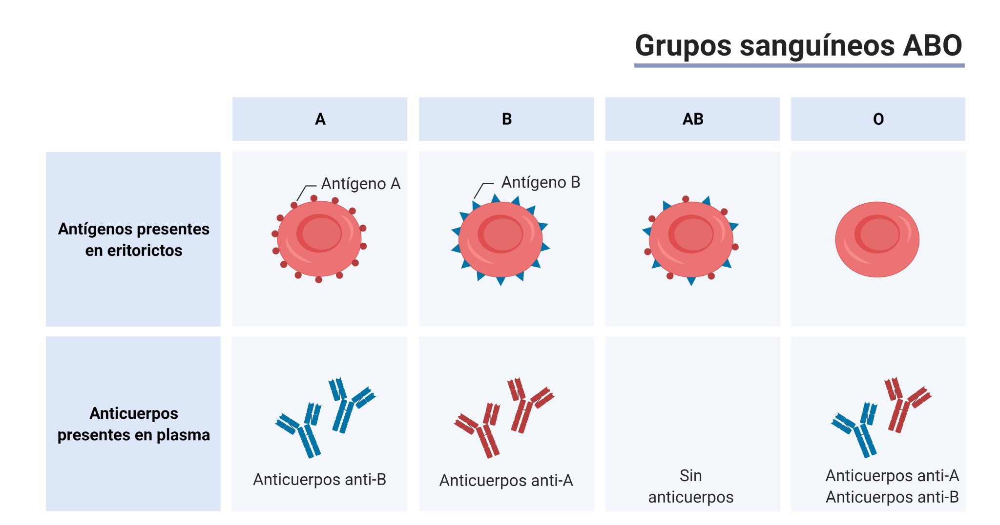 Grupos sanguíneos ABO
A
B
AB
O
Antígenos presentes
en eritorictos
Antígeno A
Antígeno B
Anticuerpos
presentes en plasma
Anticuerpos anti-B
Anticuerpos anti-A
Sin
anticuerpos
Anticuerpos anti-A
Anticuerpos anti-B